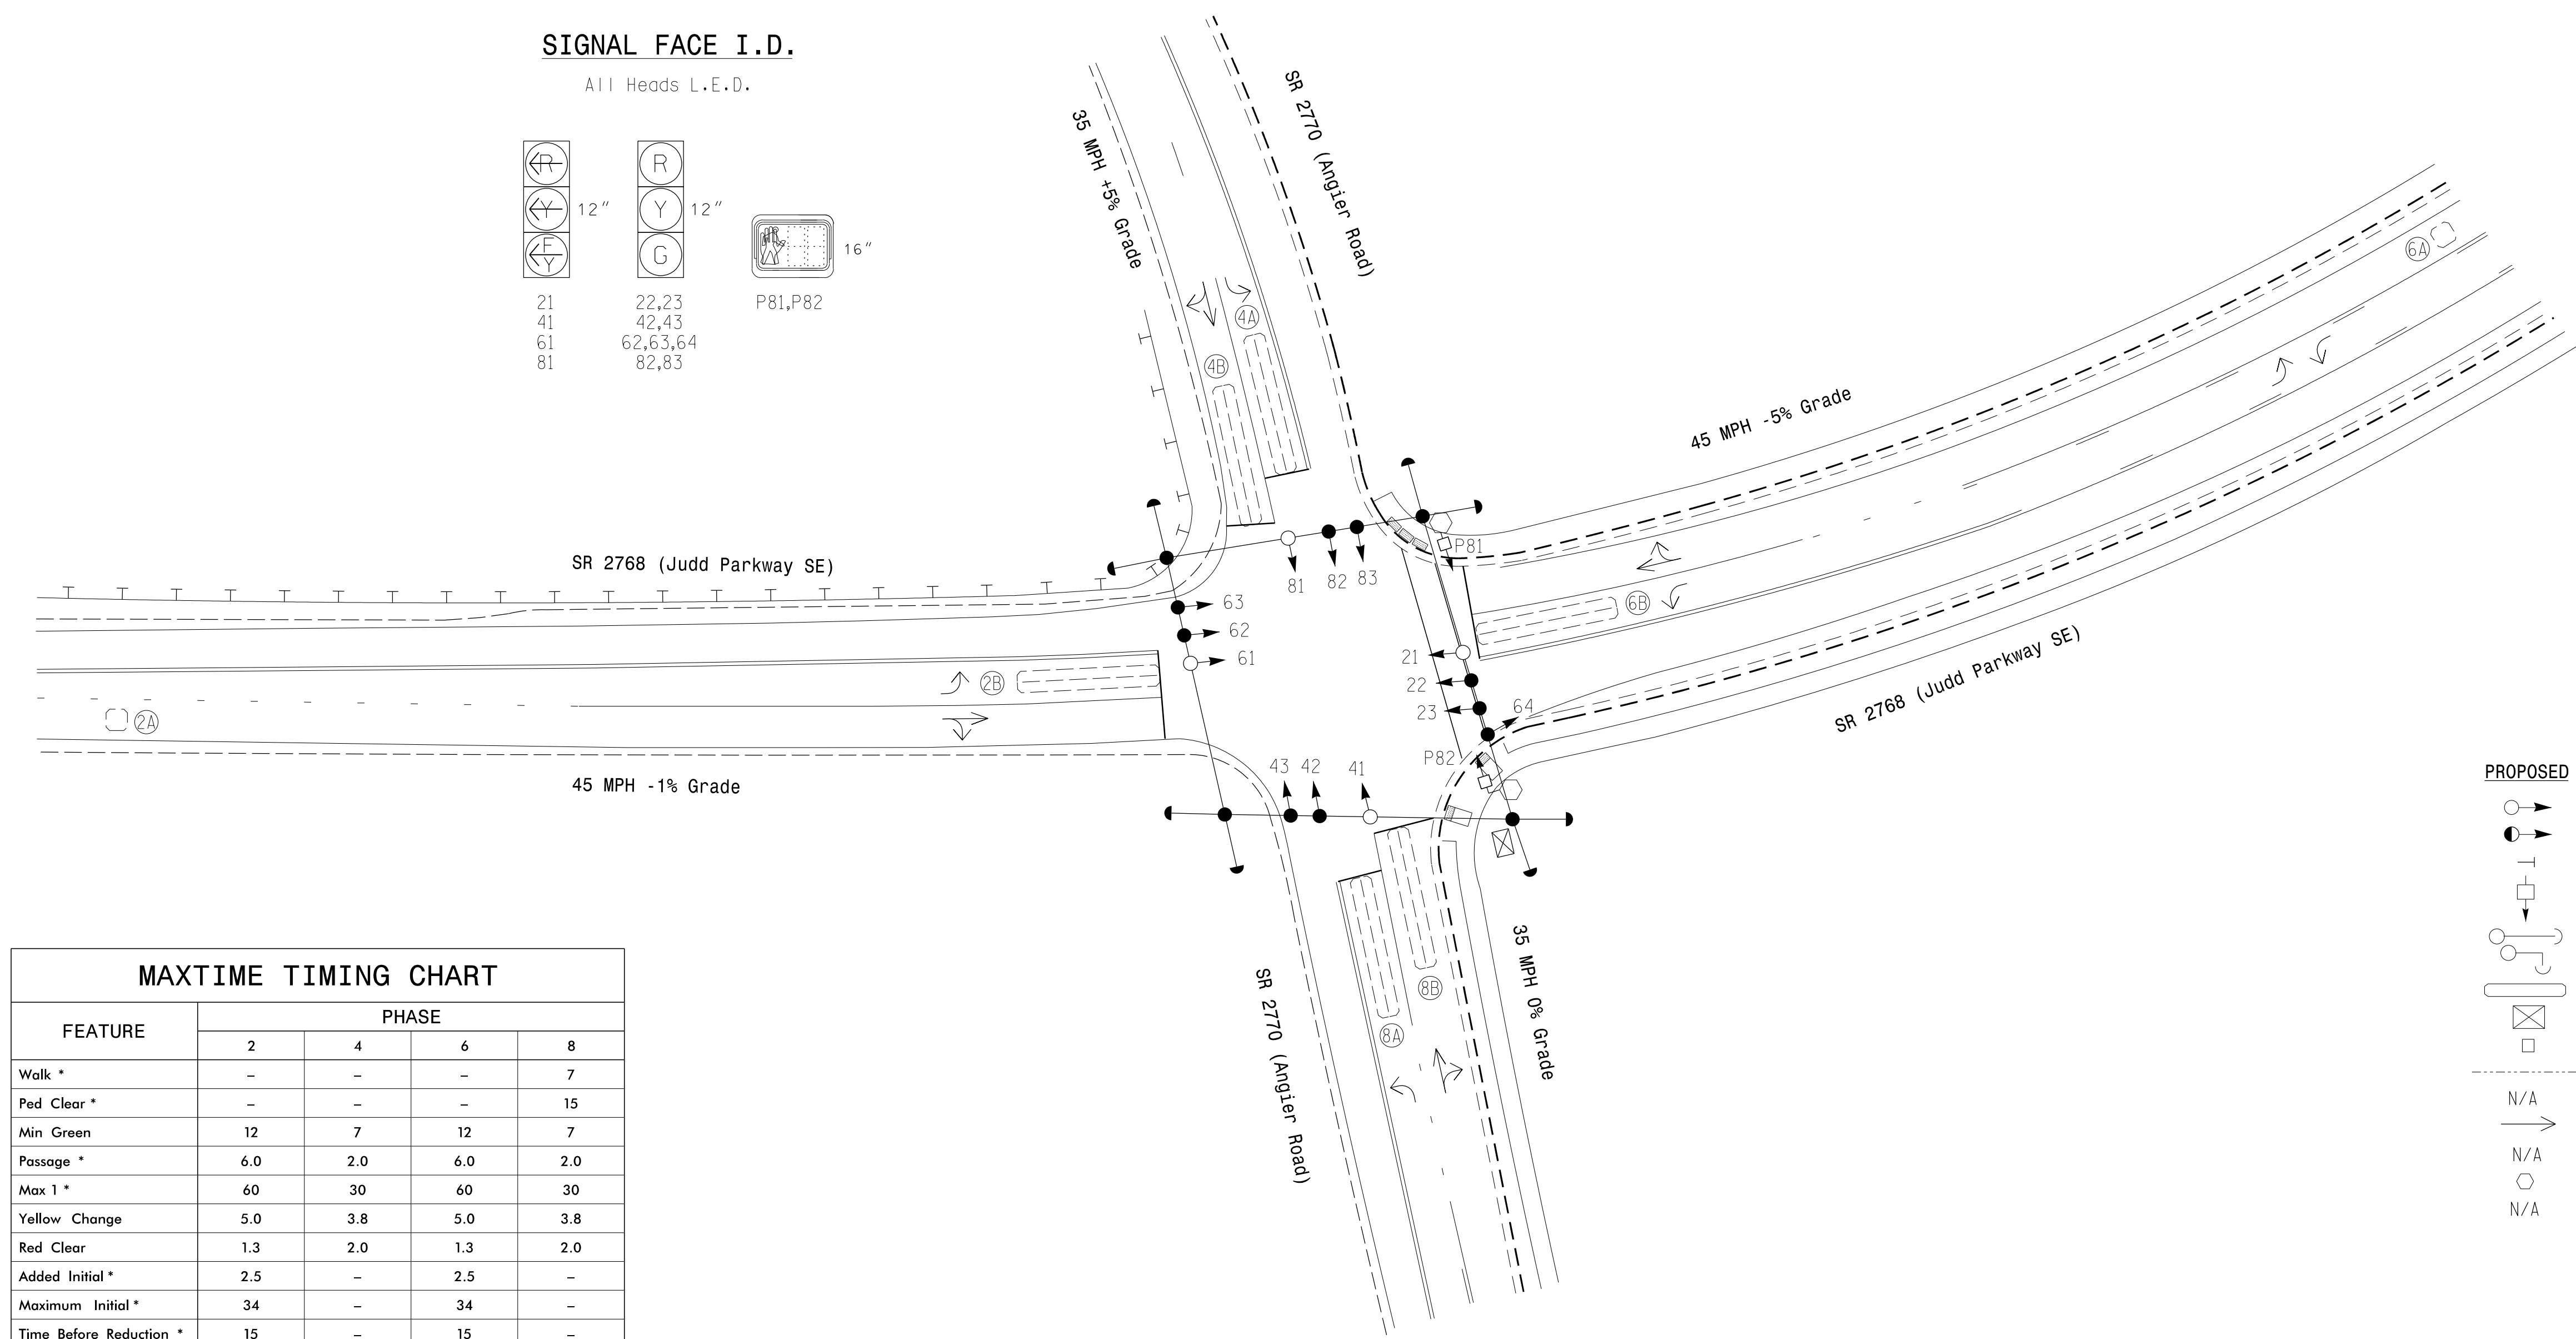 SIGNAL FACE I.D.
All Heads L.E.D.
R
Y
F
Y
12"
R
Y
G
12"
16"
21
41
61
81
22,23
42,43
62,63,64
82,83
P81,P82
35 MPH +5% Grade
SR 2770 (Angier Road)
4A
4B
6A
45 MPH -5% Grade
SR 2768 (Judd Parkway SE)
P81
81
82
83
63
62
61
6B
21
22
23
64
2B
2A
SR 2768 (Judd Parkway SE)
P82
43
42
41
45 MPH -1% Grade
8B
8A
35 MPH 0% Grade
SR 2770 (Angier Road)
PROPOSED
N/A
N/A
N/A
MAXTIME TIMING CHART
FEATURE
PHASE
2 4 6 8
Walk * – – – 7
Ped Clear * – – – 15
Min Green 12 7 12 7
Passage * 6.0 2.0 6.0 2.0
Max 1 * 60 30 60 30
Yellow Change 5.0 3.8 5.0 3.8
Red Clear 1.3 2.0 1.3 2.0
Added Initial * 2.5 – 2.5 –
Maximum Initial * 34 – 34 –
Time Before Reduction * 15 – 15 –